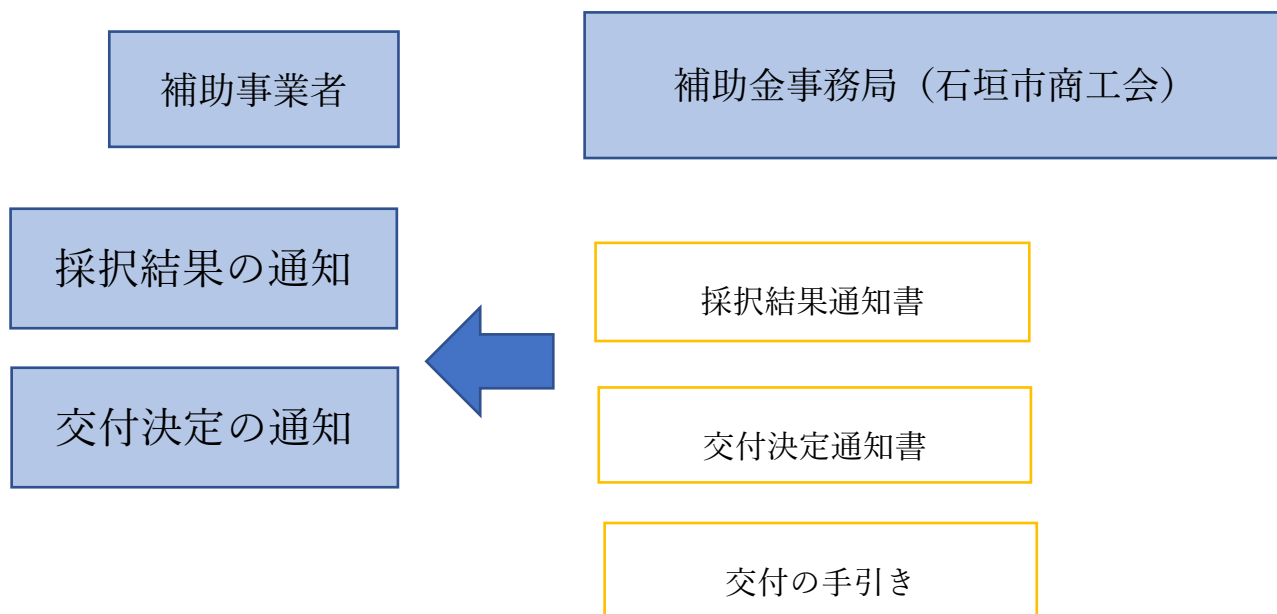 補助事業者
補助金事務局（石垣市商工会）
採択結果の通知
採択結果通知書
交付決定の通知
交付決定通知書
交付の手引き